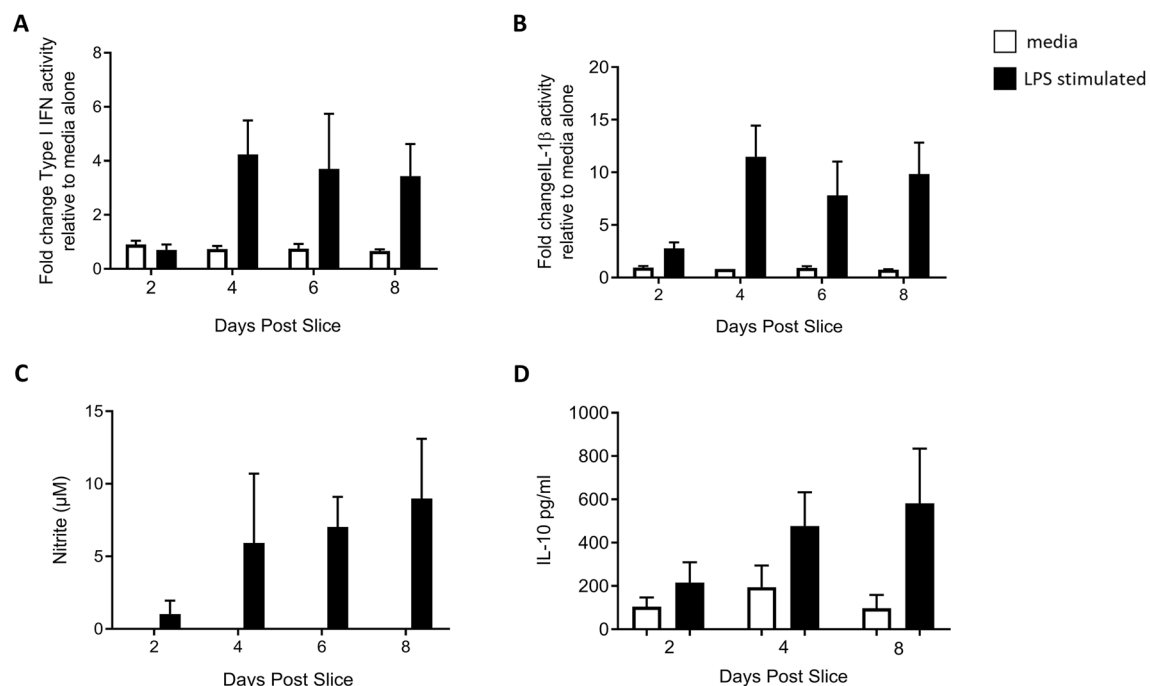 A
Fold change Type I IFN activity
relative to media alone
8
6
4
2
0
2 4 6 8
Days Post Slice
B
Fold changeIL-1β activity
relative to media alone
20
15
10
5
0
2 4 6 8
Days Post Slice
media
LPS stimulated
C
Nitrite (µM)
15
10
5
0
2 4 6 8
Days Post Slice
D
IL-10 pg/ml
1000
800
600
400
200
0
2 4 8
Days Post Slice